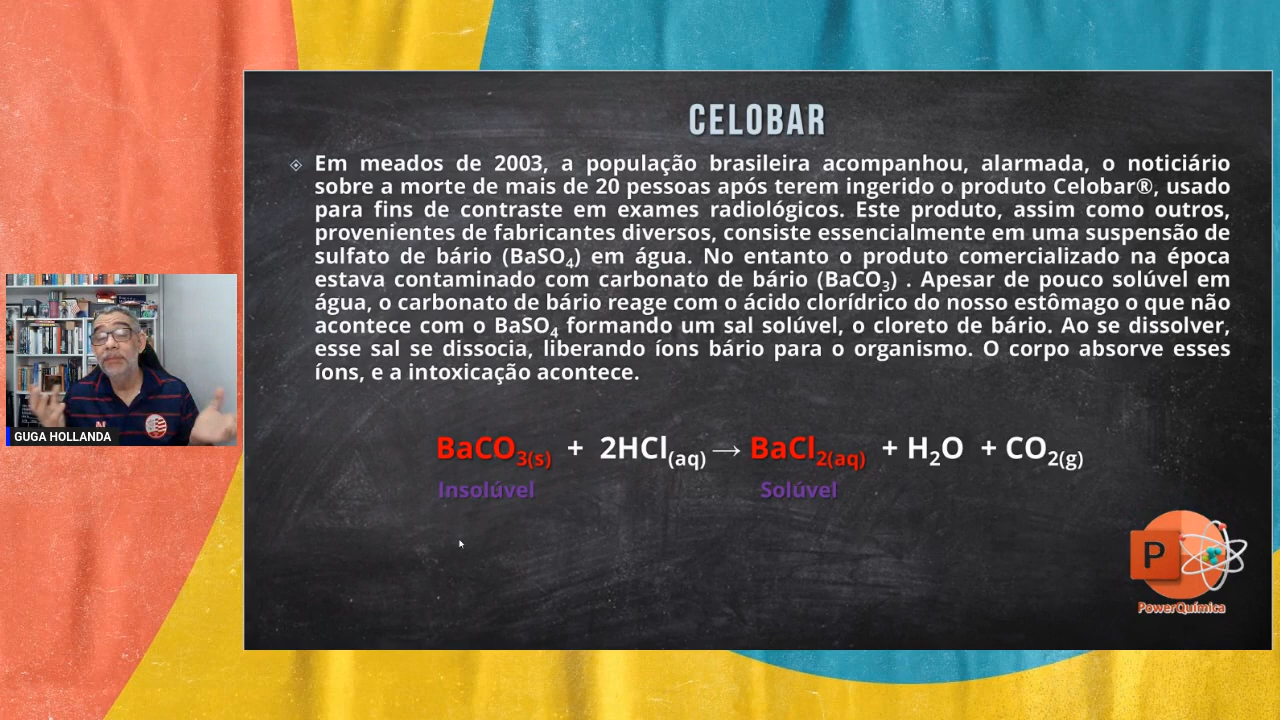 CELOBAR
Em meados de 2003, a população brasileira acompanhou, alarmada, o noticiário
sobre a morte de mais de 20 pessoas após terem ingerido o produto Celobar®, usado
para fins de contraste em exames radiológicos. Este produto, assim como outros,
provenientes de fabricantes diversos, consiste essencialmente em uma suspensão de
sulfato de bário (BaSO₄) em água. No entanto o produto comercializado na época
estava contaminado com carbonato de bário (BaCO₃) . Apesar de pouco solúvel em
água, o carbonato de bário reage com o ácido clorídrico do nosso estômago o que não
acontece com o BaSO₄ formando um sal solúvel, o cloreto de bário. Ao se dissolver,
esse sal se dissocia, liberando íons bário para o organismo. O corpo absorve esses
íons, e a intoxicação acontece.
BaCO₃₍s₎ + 2HCl₍aq₎ → BaCl₂₍aq₎ + H₂O + CO₂₍g₎
Insolúvel Solúvel
GUGA HOLLANDA
P
PowerQuímica